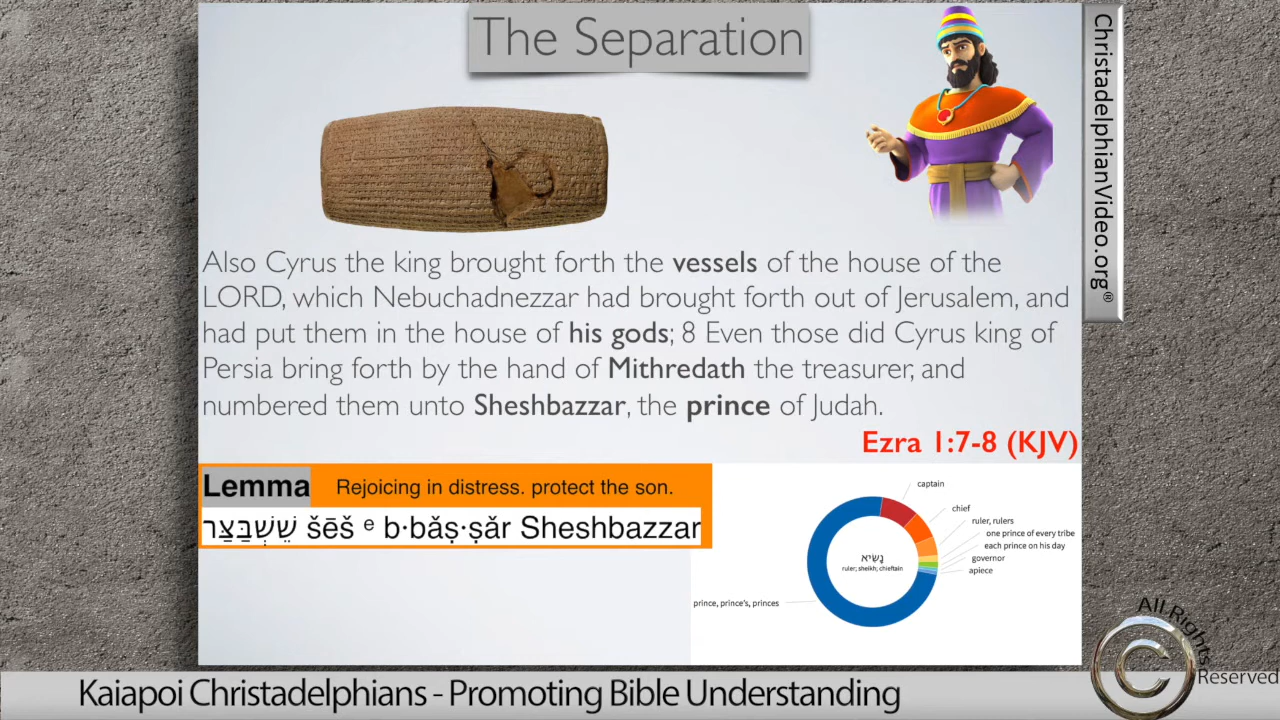 The Separation
ChristadelphianVideo.org®
Also Cyrus the king brought forth the vessels of the house of the
LORD, which Nebuchadnezzar had brought forth out of Jerusalem, and
had put them in the house of his gods; 8 Even those did Cyrus king of
Persia bring forth by the hand of Mithredath the treasurer, and
numbered them unto Sheshbazzar, the prince of Judah.
Ezra 1:7-8 (KJV)
Lemma Rejoicing in distress. protect the son.
שֵׁשְׁבַּצַּר šēš ᵉ b·bǎṣ·ṣǎr Sheshbazzar
captain
chief
ruler, rulers
one prince of every tribe
each prince on his day
governor
apiece
נָשִׂיא
ruler; sheikh; chieftain
prince, prince's, princes
All Rights
Reserved
Kaiapoi Christadelphians - Promoting Bible Understanding